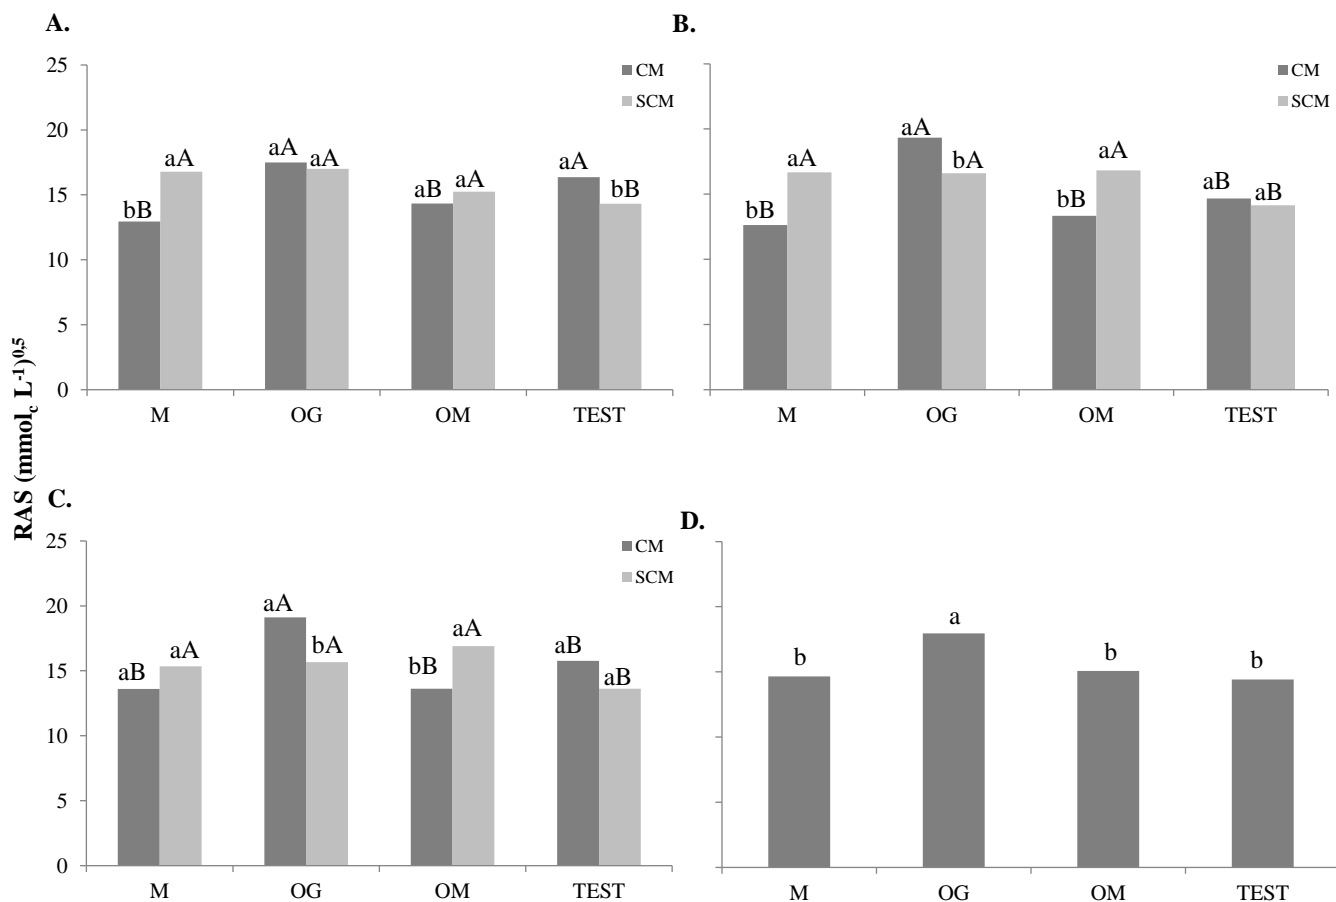 A.
25
20
15
10
5
0
CM
SCM
bB
aA
aA
aA
aB
aA
aA
bB
M
OG
OM
TEST
B.
CM
SCM
bB
aA
aA
bA
bB
aA
aB
aB
M
OG
OM
TEST
RAS (mmolc L-1)0,5
C.
25
20
15
10
5
0
CM
SCM
aB
aA
aA
bA
bB
aA
aB
aB
M
OG
OM
TEST
D.
b
a
b
b
M
OG
OM
TEST